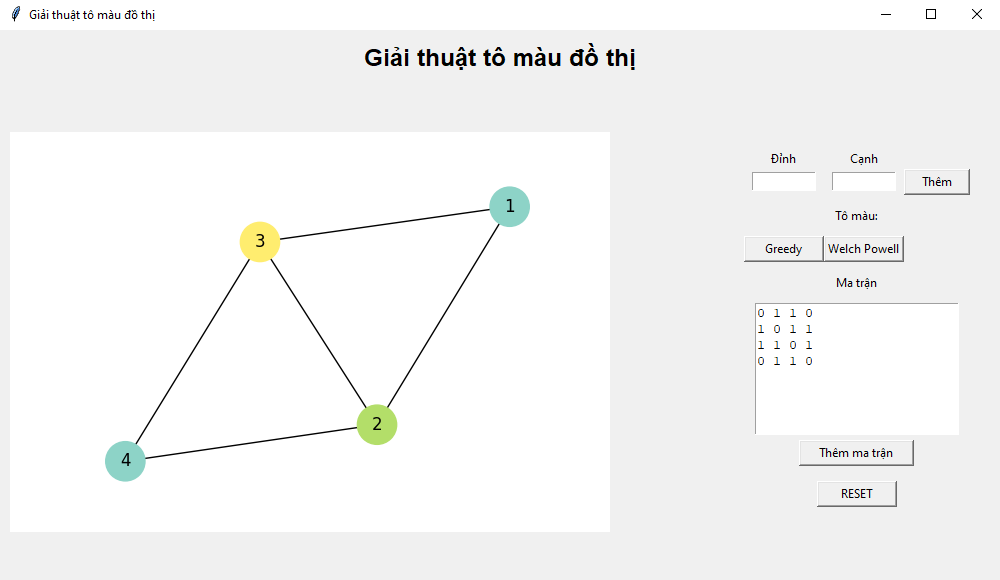 Giải thuật tô màu đồ thị
Giải thuật tô màu đồ thị
1
3
2
4
Đỉnh Cạnh
Thêm
Tô màu:
Greedy Welch Powell
Ma trận
0 1 1 0
1 0 1 1
1 1 0 1
0 1 1 0
Thêm ma trận
RESET